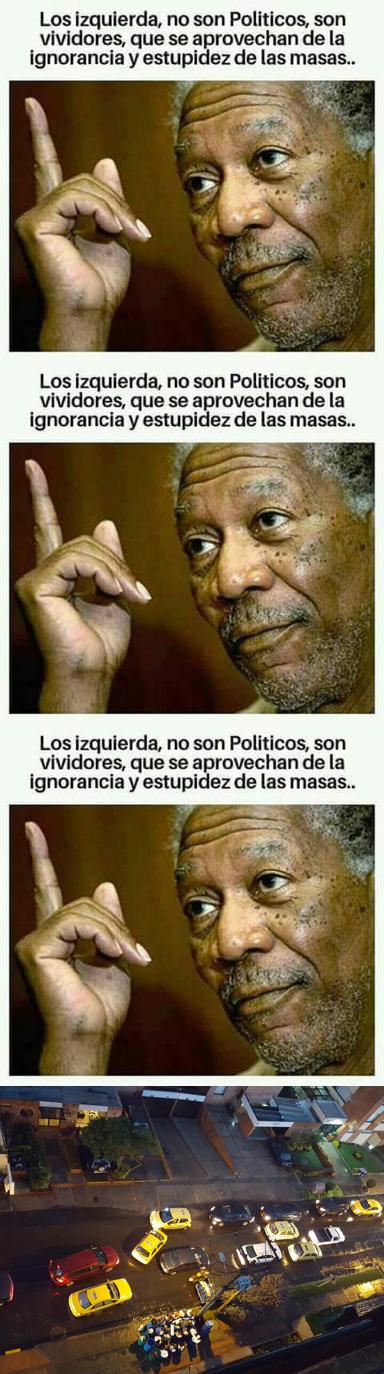 Los izquierda, no son Politicos, son
vividores, que se aprovechan de la
ignorancia y estupidez de las masas..
Los izquierda, no son Politicos, son
vividores, que se aprovechan de la
ignorancia y estupidez de las masas..
Los izquierda, no son Politicos, son
vividores, que se aprovechan de la
ignorancia y estupidez de las masas..